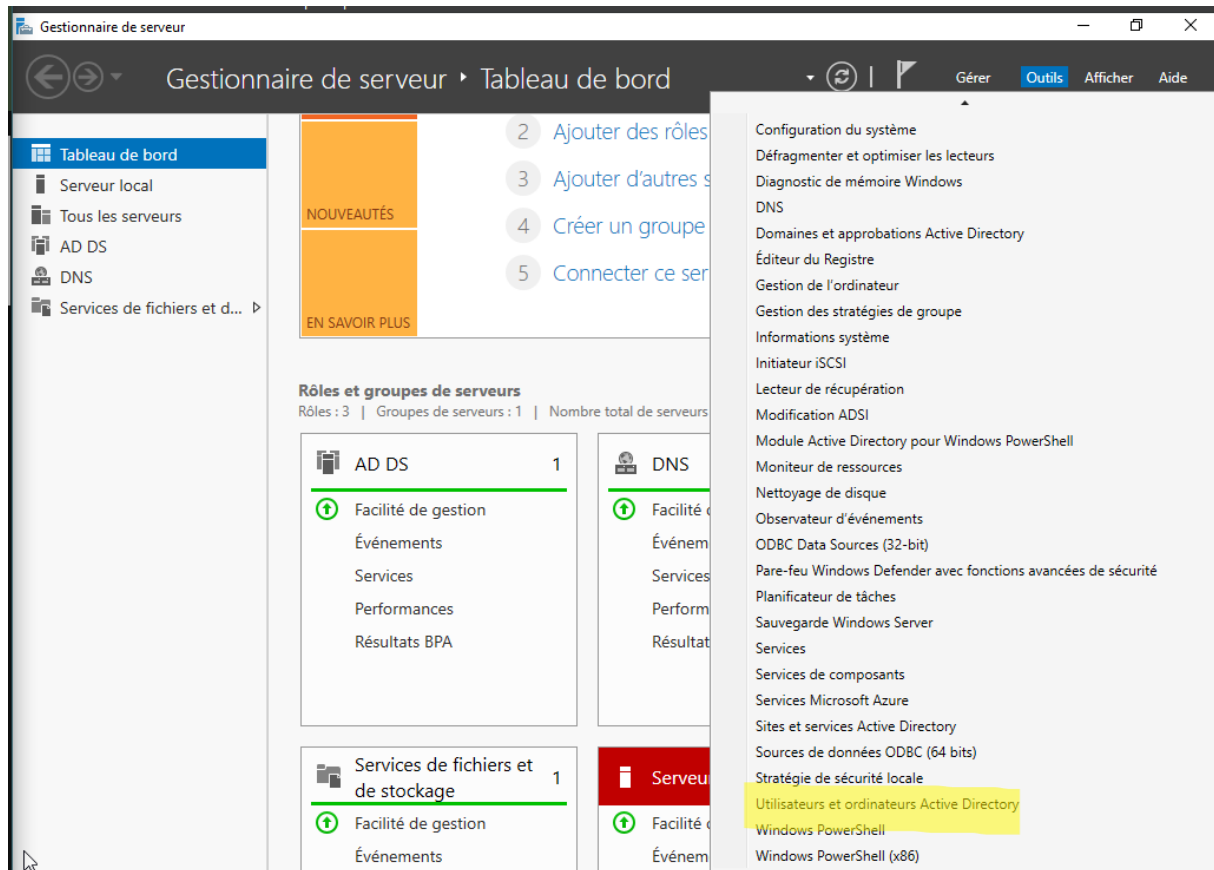 Gestionnaire de serveur
Gestionnaire de serveur • Tableau de bord
Gérer Outils Afficher Aide
Tableau de bord
Serveur local
Tous les serveurs
AD DS
DNS
Services de fichiers et d...
NOUVEAUTÉS
EN SAVOIR PLUS
2 Ajouter des rôles
3 Ajouter d'autres s
4 Créer un groupe
5 Connecter ce ser
Rôles et groupes de serveurs
Rôles : 3 | Groupes de serveurs : 1 | Nombre total de serveurs
AD DS 1
Facilité de gestion
Événements
Services
Performances
Résultats BPA
DNS
Facilité
Événem
Services
Perform
Résultat
Services de fichiers et
de stockage
1
Facilité de gestion
Événements
Serveu
Facilité
Événem
Configuration du système
Défragmenter et optimiser les lecteurs
Diagnostic de mémoire Windows
DNS
Domaines et approbations Active Directory
Éditeur du Registre
Gestion de l'ordinateur
Gestion des stratégies de groupe
Informations système
Initiateur iSCSI
Lecteur de récupération
Modification ADSI
Module Active Directory pour Windows PowerShell
Moniteur de ressources
Nettoyage de disque
Observateur d'événements
ODBC Data Sources (32-bit)
Pare-feu Windows Defender avec fonctions avancées de sécurité
Planificateur de tâches
Sauvegarde Windows Server
Services
Services de composants
Services Microsoft Azure
Sites et services Active Directory
Sources de données ODBC (64 bits)
Stratégie de sécurité locale
Utilisateurs et ordinateurs Active Directory
Windows PowerShell
Windows PowerShell (x86)